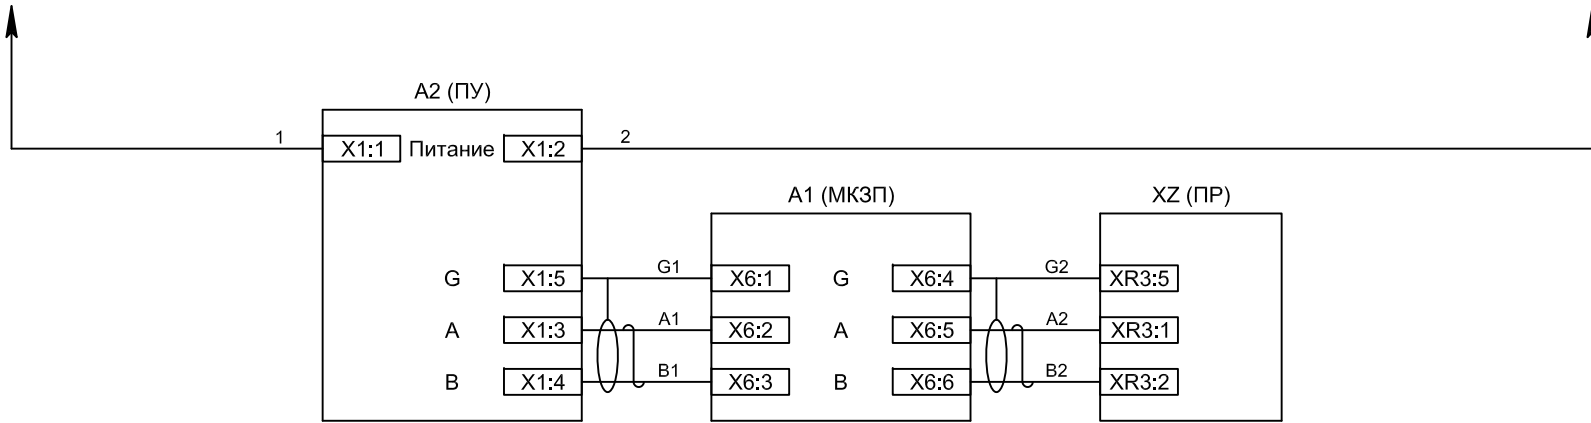 A2 (ПУ)
1 X1:1 Питание X1:2 2
A1 (МКЗП) XZ (ПР)
G X1:5 G1 X6:1 G X6:4 G2 XR3:5
A X1:3 A1 X6:2 A X6:5 A2 XR3:1
B X1:4 B1 X6:3 B X6:6 B2 XR3:2